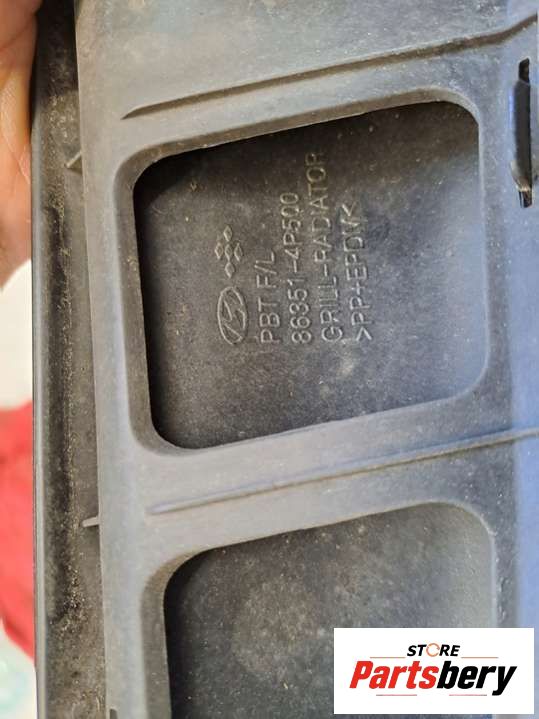 PBT F/L
86351-4P500
GRILL-RADIATOR
>PP+EPDM<
STORE
Partsbery